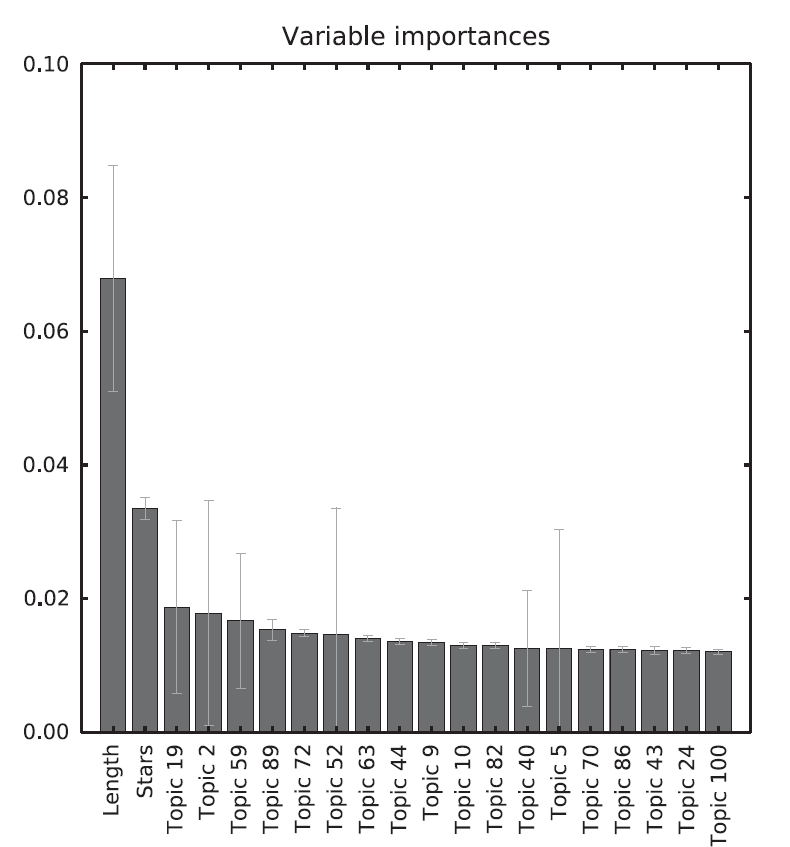 Variable importances
0.10
0.08
0.06
0.04
0.02
0.00
Length
Stars
Topic 19
Topic 2
Topic 59
Topic 89
Topic 72
Topic 52
Topic 63
Topic 44
Topic 9
Topic 10
Topic 82
Topic 40
Topic 5
Topic 70
Topic 86
Topic 43
Topic 24
Topic 100